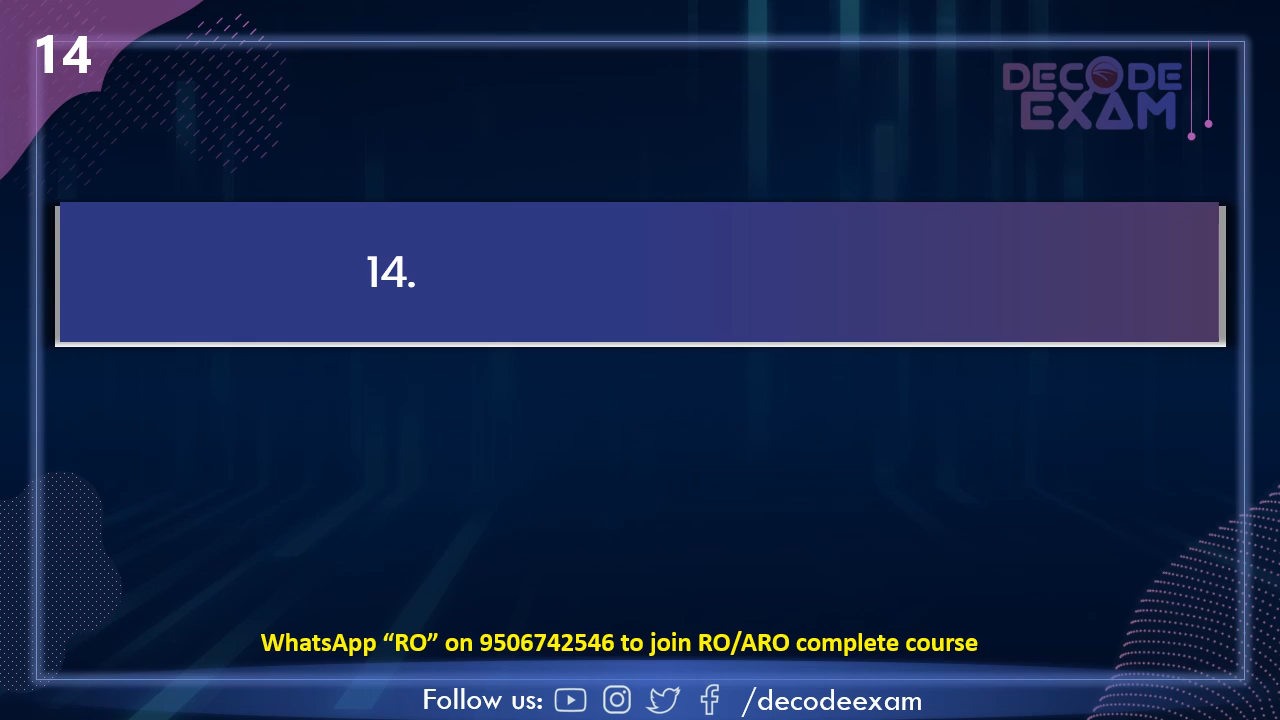 14
DECODE
EXAM
14.
WhatsApp “RO” on 9506742546 to join RO/ARO complete course
Follow us: /decodeexam